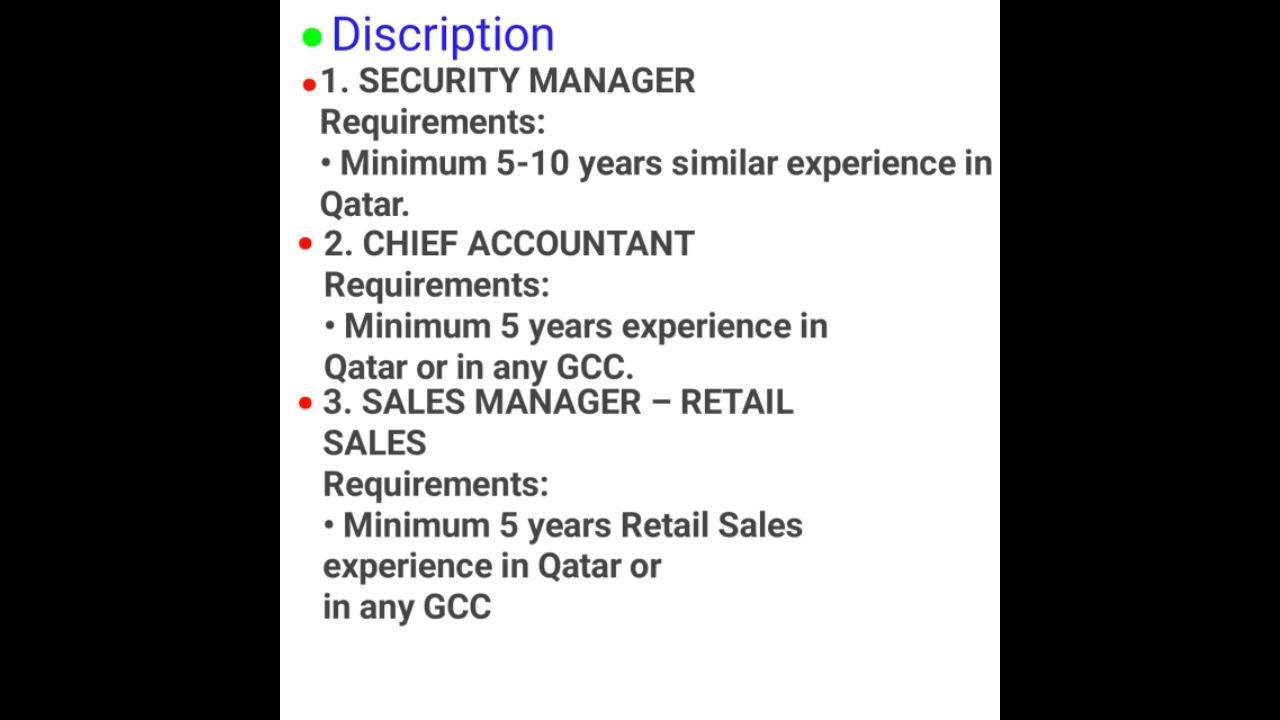 Discription
1. SECURITY MANAGER
Requirements:
• Minimum 5-10 years similar experience in
Qatar.
2. CHIEF ACCOUNTANT
Requirements:
• Minimum 5 years experience in
Qatar or in any GCC.
3. SALES MANAGER – RETAIL
SALES
Requirements:
• Minimum 5 years Retail Sales
experience in Qatar or
in any GCC